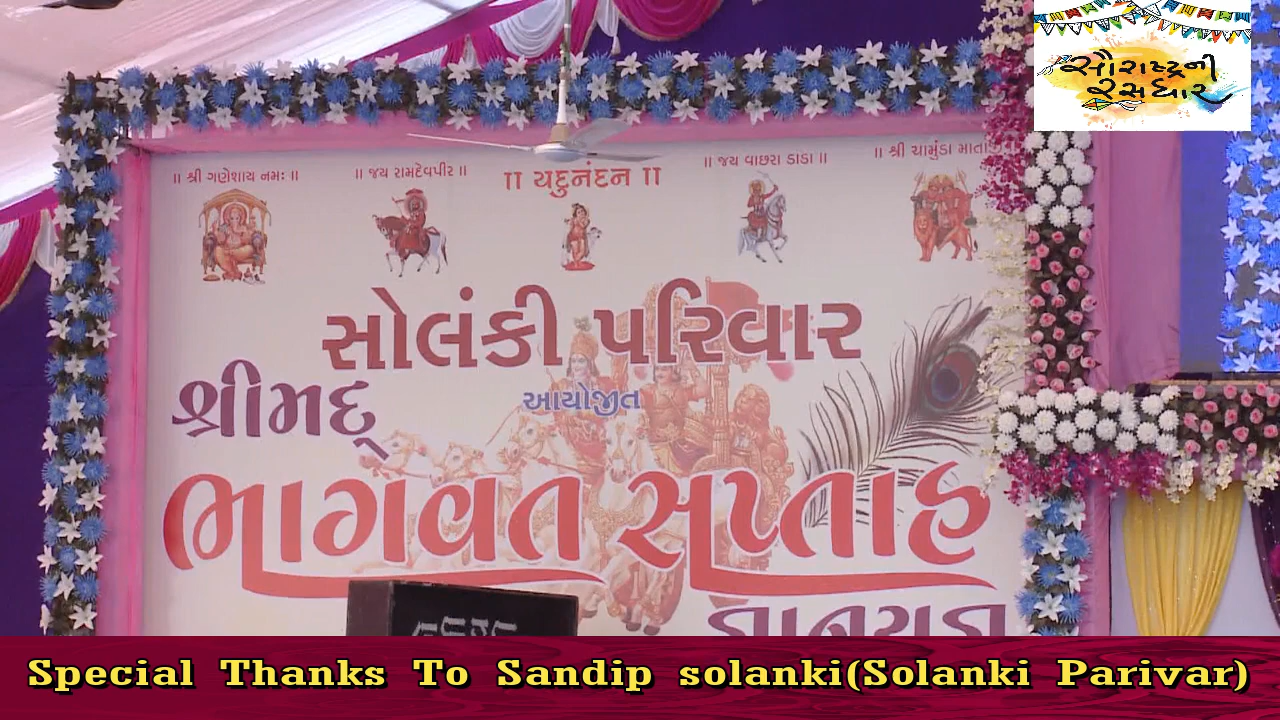 સૌરાષ્ટ્રની
રસધાર
॥ શ્રી ગણેશાય નમઃ ॥
॥ જય રામદેવપીર ॥
॥ યદુનંદન ॥
॥ જય વાછરા ડાડા ॥
॥ શ્રી ચામુંડા માતાજી
સોલંકી પરિવાર
આયોજીત
શ્રીમદ્
ભાગવત સપ્તાહ
જ્ઞાનયજ્ઞ
Special Thanks To Sandip solanki(Solanki Parivar)